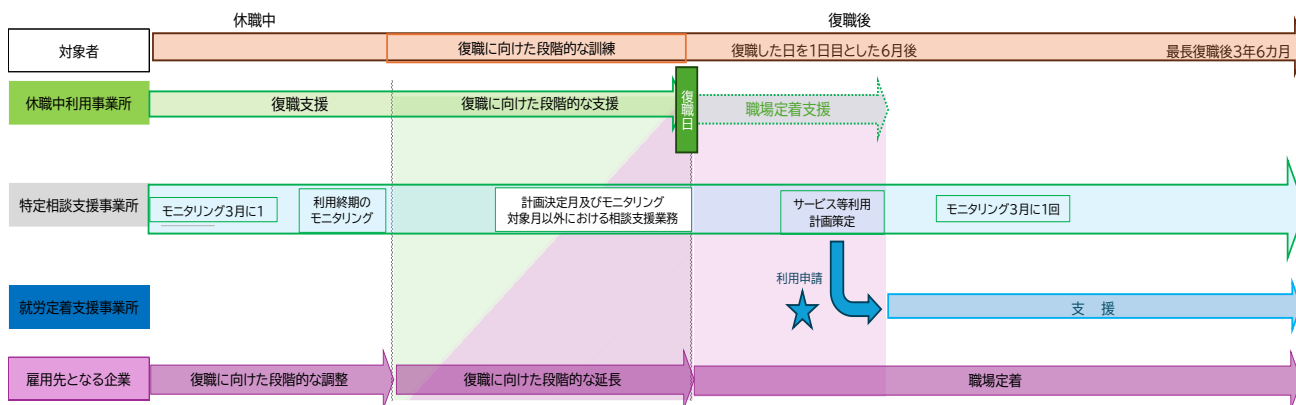 休職中
復職後
対象者
復職に向けた段階的な訓練
復職した日を1日目とした6月後
最長復職後3年6カ月
休職中利用事業所
復職支援
復職に向けた段階的な支援
復職日
職場定着支援
特定相談支援事業所
モニタリング3月に1
利用終期の
モニタリング
計画決定月及びモニタリング
対象月以外における相談支援業務
サービス等利用
計画策定
モニタリング3月に1回
利用申請
就労定着支援事業所
支 援
雇用先となる企業
復職に向けた段階的な調整
復職に向けた段階的な延長
職場定着